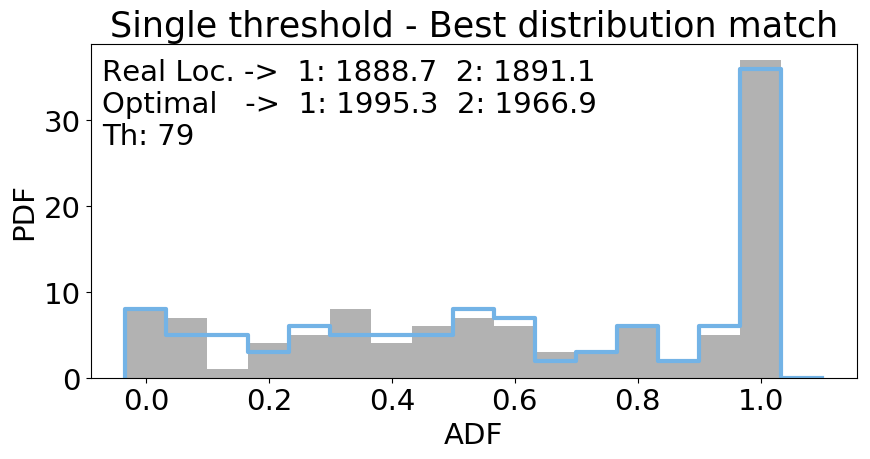 Single threshold - Best distribution match
Real Loc. -> 1: 1888.7 2: 1891.1
Optimal -> 1: 1995.3 2: 1966.9
Th: 79
30
20
10
0
PDF
0.0 0.2 0.4 0.6 0.8 1.0
ADF